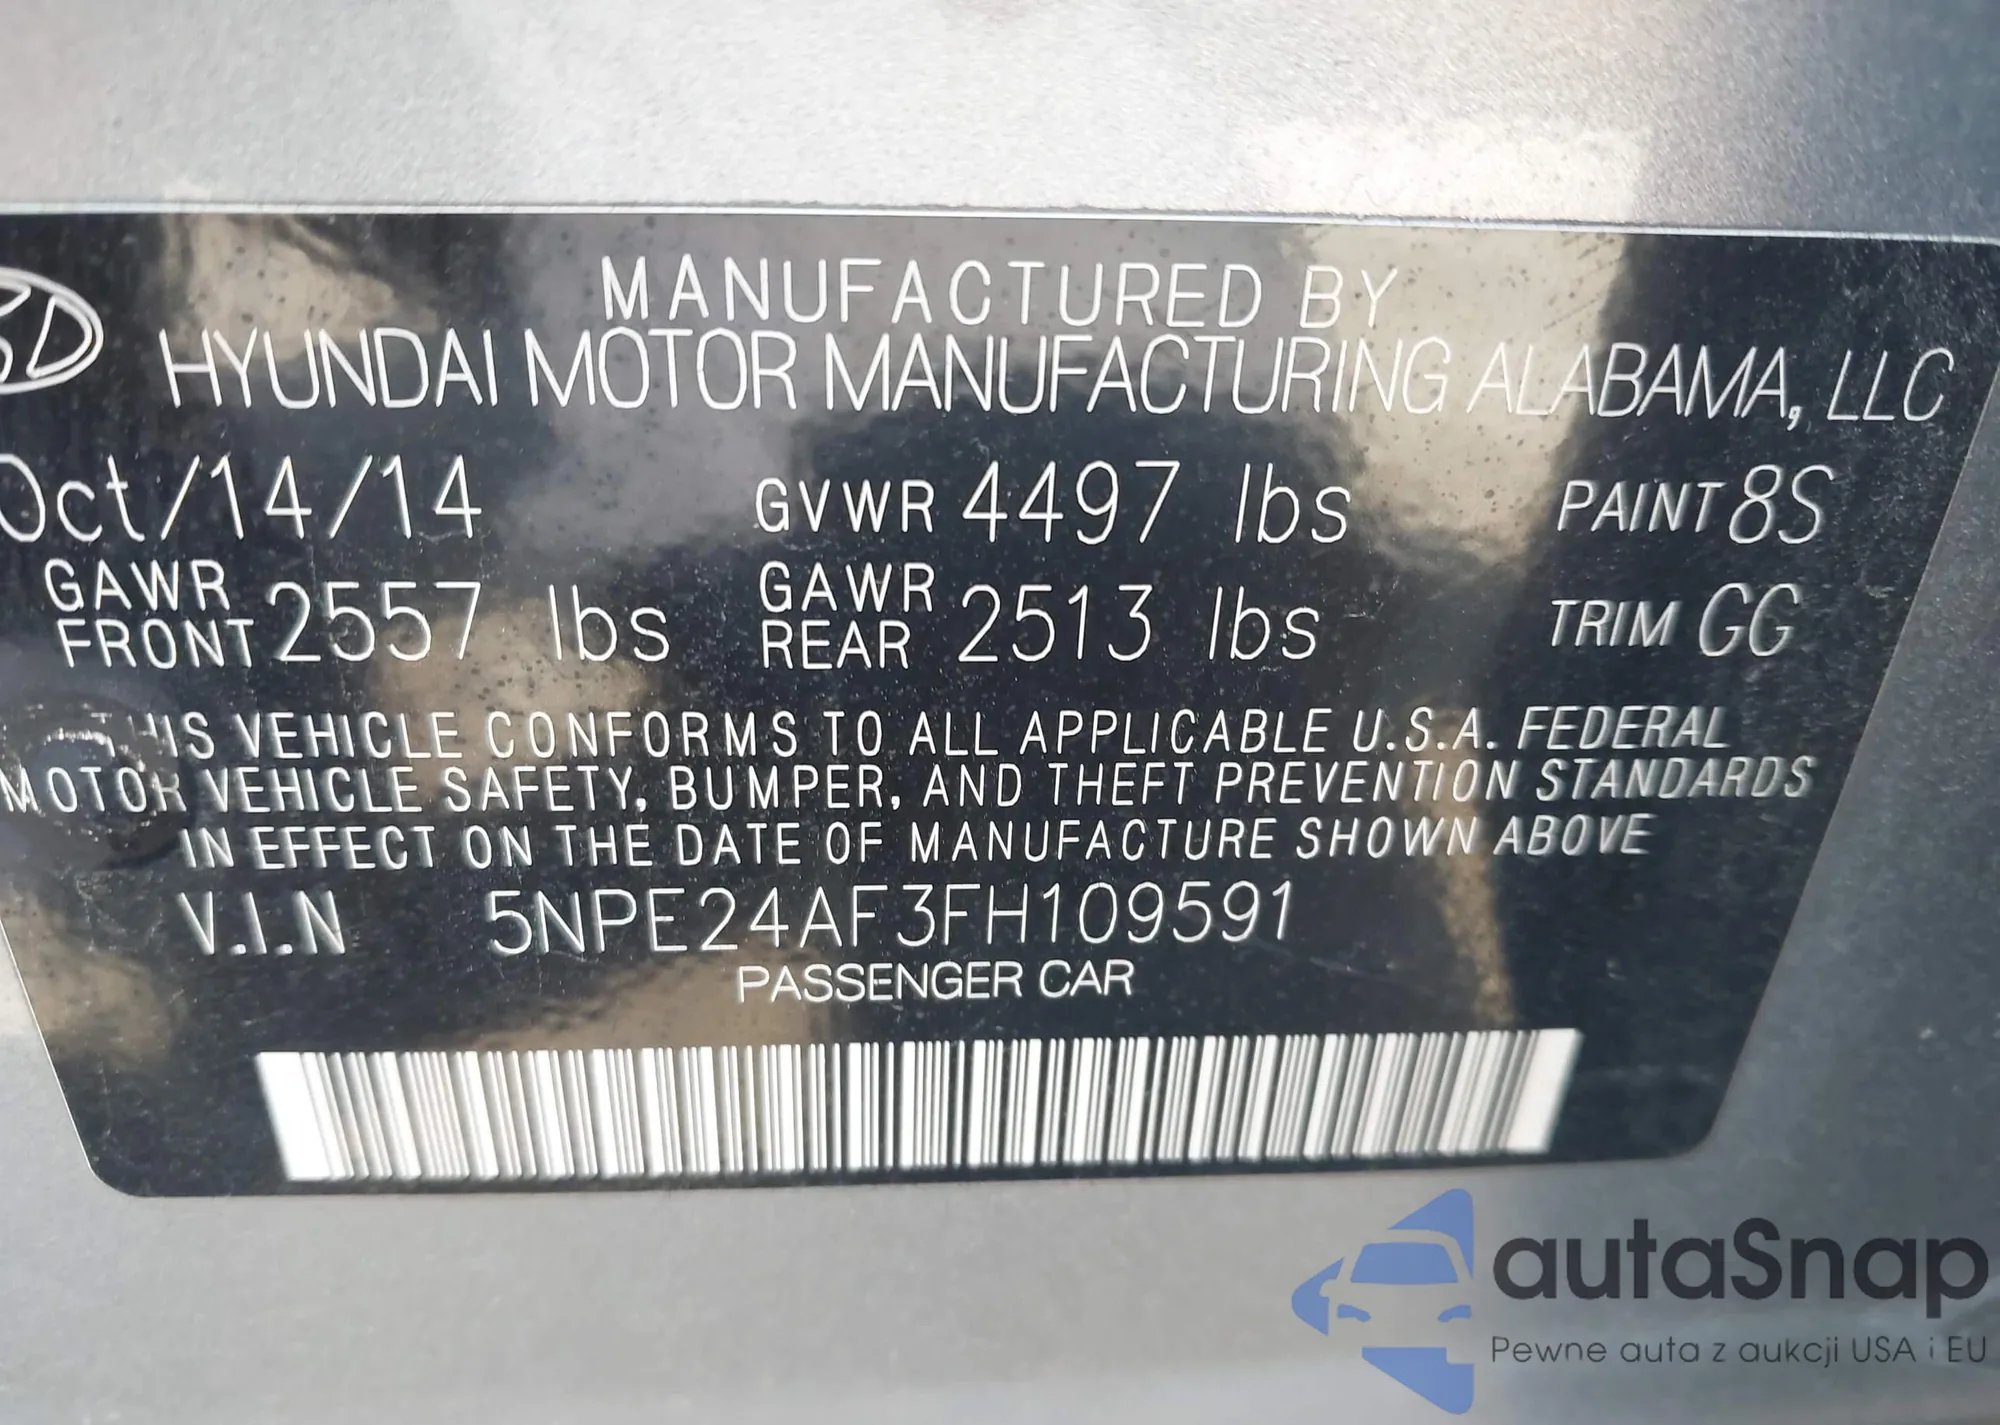 MANUFACTURED BY
HYUNDAI MOTOR MANUFACTURING ALABAMA, LLC
Oct/14/14 GVWR 4497 lbs PAINT 8S
GAWR FRONT 2557 lbs GAWR REAR 2513 lbs TRIM GG
THIS VEHICLE CONFORMS TO ALL APPLICABLE U.S.A. FEDERAL
MOTOR VEHICLE SAFETY, BUMPER, AND THEFT PREVENTION STANDARDS
IN EFFECT ON THE DATE OF MANUFACTURE SHOWN ABOVE
V.I.N 5NPE24AF3FH109591
PASSENGER CAR
autaSnap
Pewne auta z aukcji USA i EU